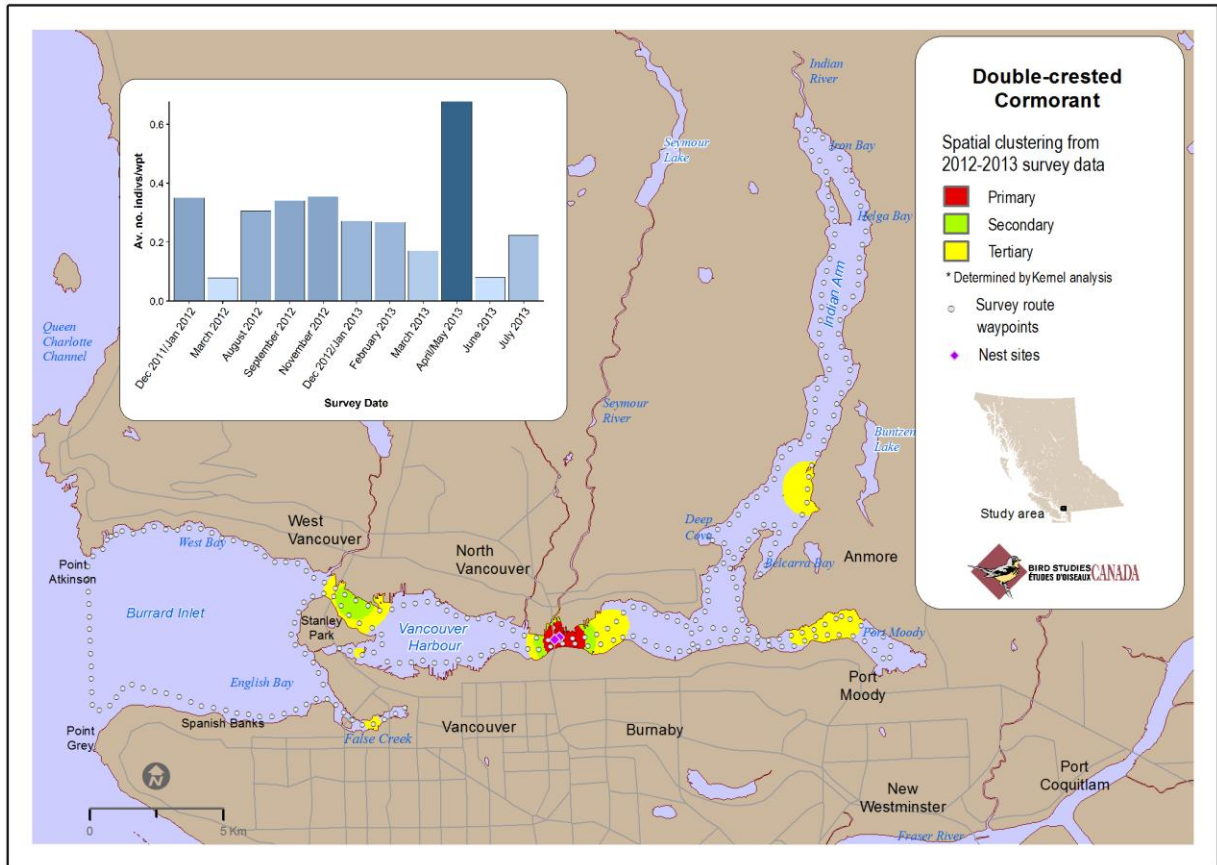 Double-crested
Cormorant
Spatial clustering from
2012-2013 survey data
Primary
Secondary
Tertiary
* Determined by Kernel analysis
Survey route
waypoints
Nest sites
Study area
BIRD STUDIES
ÉTUDES D'OISEAUX
CANADA
0.6
0.4
0.2
0.0
Av. no. indivs/wpt
Dec 2011/Jan 2012
March 2012
August 2012
September 2012
November 2012
Dec 2012/Jan 2013
February 2013
March 2013
April/May 2013
June 2013
July 2013
Survey Date
Indian
River
Iron Bay
Helga Bay
Seymour
Lake
Indian Arm
Queen
Charlotte
Channel
Seymour
River
Buntzen
Lake
Deep
Cove
Belcarra Bay
Anmore
West
Vancouver
North
Vancouver
West Bay
Point
Atkinson
Burrard Inlet
Stanley
Park
Vancouver
Harbour
Port Moody
English Bay
Port
Moody
Spanish Banks
Vancouver
Burnaby
Point
Grey
False Creek
Port
Coquitlam
New
Westminster
Fraser River
N
0
5 Km